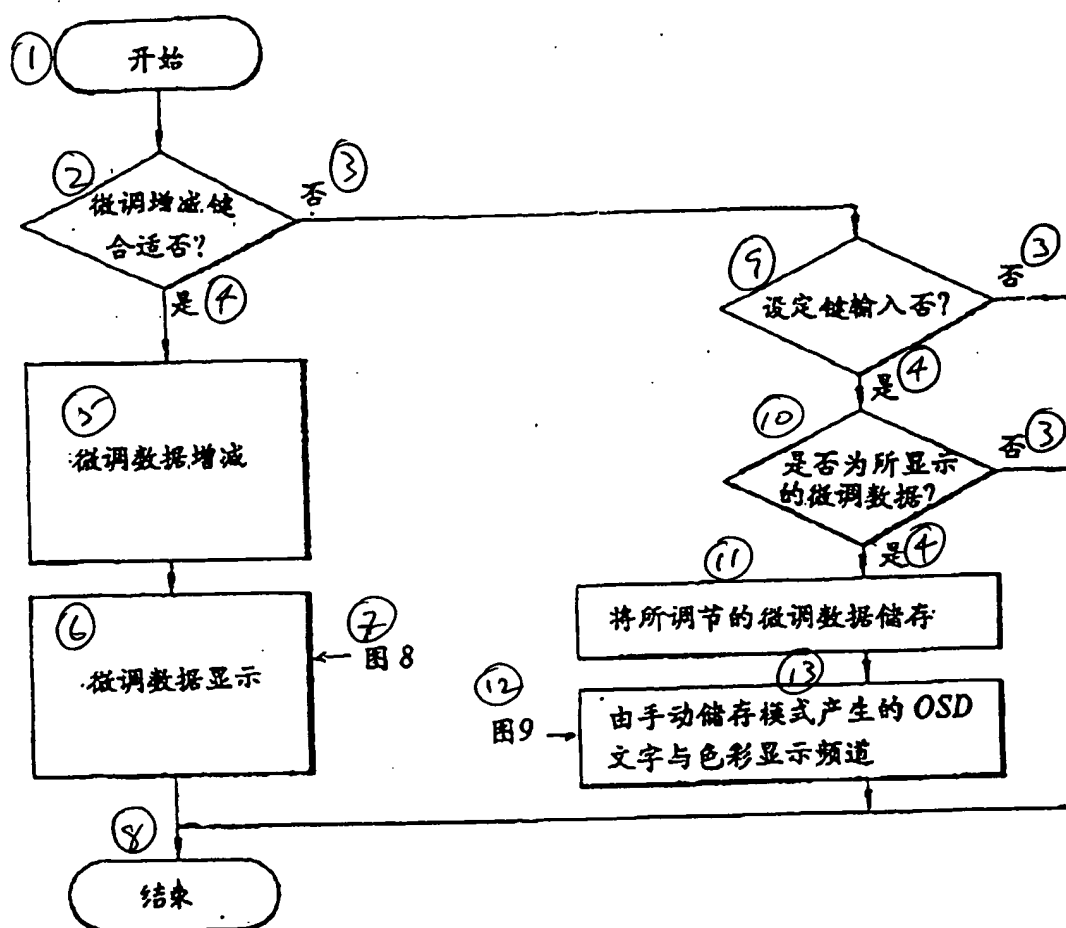 ① 开始
② 微调增减键
合适否?
否 ③
是 ④
⑤
微调数据增减
⑥
微调数据显示
⑦
图8
⑧
结束
⑨
设定键输入否?
否 ③
是 ④
⑩
是否为所显示
的微调数据?
否 ③
是 ④
⑪
将所调节的微调数据储存
⑫
图9
⑬
由手动储存模式产生的 OSD
文字与色彩显示频道